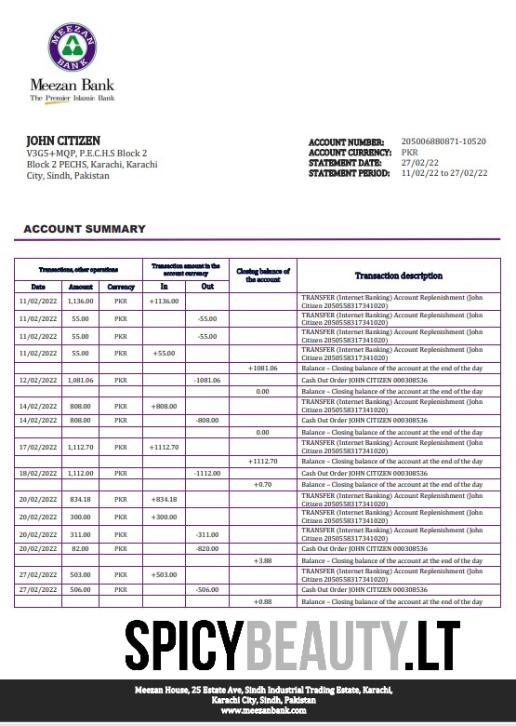 MEEZAN BANK
Meezan Bank
The Premier Islamic Bank
JOHN CITIZEN
V3G5+MQP, P.E.C.H.S Block 2
Block 2 PECHS, Karachi, Karachi
City, Sindh, Pakistan
ACCOUNT NUMBER: 205006880871-10520
ACCOUNT CURRENCY: PKR
STATEMENT DATE: 27/02/22
STATEMENT PERIOD: 11/02/22 to 27/02/22
ACCOUNT SUMMARY
Transactions, other operations
Transaction amount in the
account currency
Closing balance of
the account
Transaction description
Date Amount Currency In Out
11/02/2022 1,136.00 PKR +1136.00 TRANSFER (Internet Banking) Account Replenishment (John
Citizen 2050558317341020)
11/02/2022 55.00 PKR -55.00 TRANSFER (Internet Banking) Account Replenishment (John
Citizen 2050558317341020)
11/02/2022 55.00 PKR -55.00 TRANSFER (Internet Banking) Account Replenishment (John
Citizen 2050558317341020)
11/02/2022 55.00 PKR +55.00 TRANSFER (Internet Banking) Account Replenishment (John
Citizen 2050558317341020)
+1081.06 Balance – Closing balance of the account at the end of the day
12/02/2022 1,081.06 PKR -1081.06 Cash Out Order JOHN CITIZEN 000308536
0.00 Balance – Closing balance of the account at the end of the day
14/02/2022 808.00 PKR +808.00 TRANSFER (Internet Banking) Account Replenishment (John
Citizen 2050558317341020)
14/02/2022 808.00 PKR -808.00 Cash Out Order JOHN CITIZEN 000308536
0.00 Balance – Closing balance of the account at the end of the day
17/02/2022 1,112.70 PKR +1112.70 TRANSFER (Internet Banking) Account Replenishment (John
Citizen 2050558317341020)
+1112.70 Balance – Closing balance of the account at the end of the day
18/02/2022 1,112.00 PKR -1112.00 Cash Out Order JOHN CITIZEN 000308536
+0.70 Balance – Closing balance of the account at the end of the day
20/02/2022 834.18 PKR +834.18 TRANSFER (Internet Banking) Account Replenishment (John
Citizen 2050558317341020)
20/02/2022 300.00 PKR +300.00 TRANSFER (Internet Banking) Account Replenishment (John
Citizen 2050558317341020)
20/02/2022 311.00 PKR -311.00 TRANSFER (Internet Banking) Account Replenishment (John
Citizen 2050558317341020)
20/02/2022 82.00 PKR -820.00 Cash Out Order JOHN CITIZEN 000308536
+3.88 Balance – Closing balance of the account at the end of the day
27/02/2022 503.00 PKR +503.00 TRANSFER (Internet Banking) Account Replenishment (John
Citizen 2050558317341020)
27/02/2022 506.00 PKR -506.00 Cash Out Order JOHN CITIZEN 000308536
+0.88 Balance – Closing balance of the account at the end of the day
SPICYBEAUTY.LT
Meezan House, 25 Estate Ave, Sindh Industrial Trading Estate, Karachi,
Karachi City, Sindh, Pakistan
www.meezanbank.com